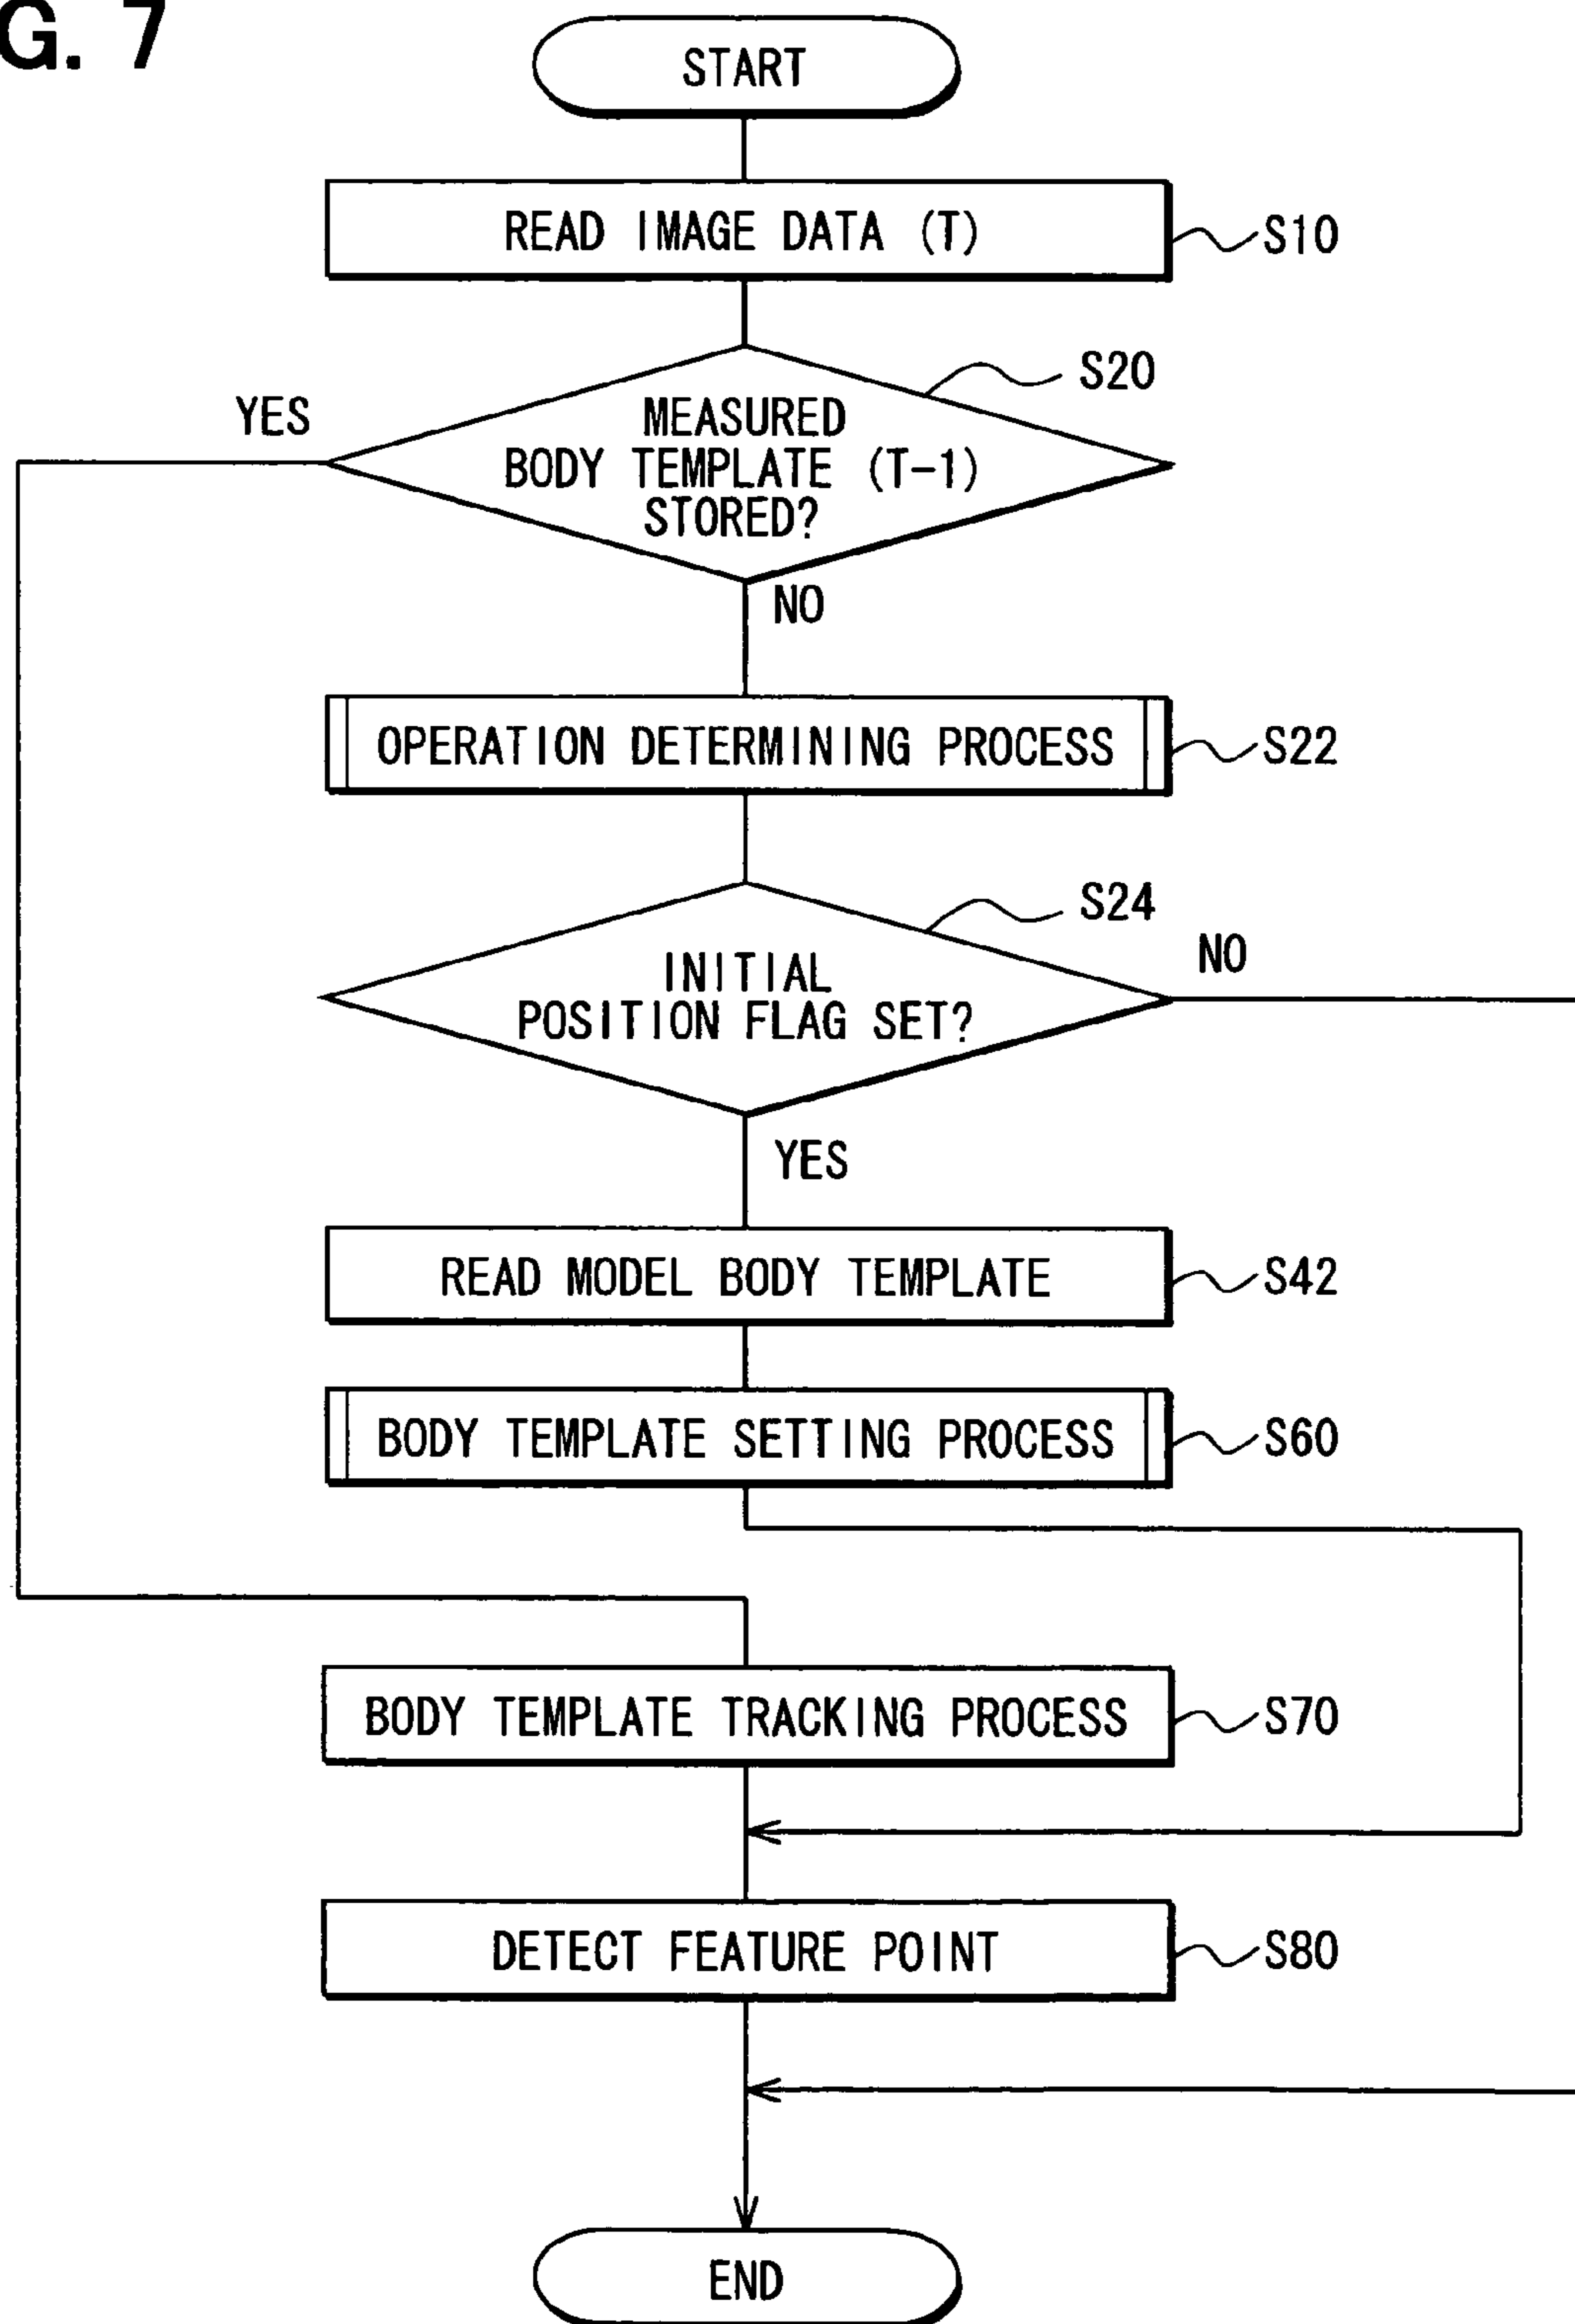 G. 7
START
READ IMAGE DATA (T)
S10
S20
YES
MEASURED
BODY TEMPLATE (T-1)
STORED?
NO
OPERATION DETERMINING PROCESS
S22
S24
NO
INITIAL
POSITION FLAG SET?
YES
READ MODEL BODY TEMPLATE
S42
BODY TEMPLATE SETTING PROCESS
S60
BODY TEMPLATE TRACKING PROCESS
S70
DETECT FEATURE POINT
S80
END